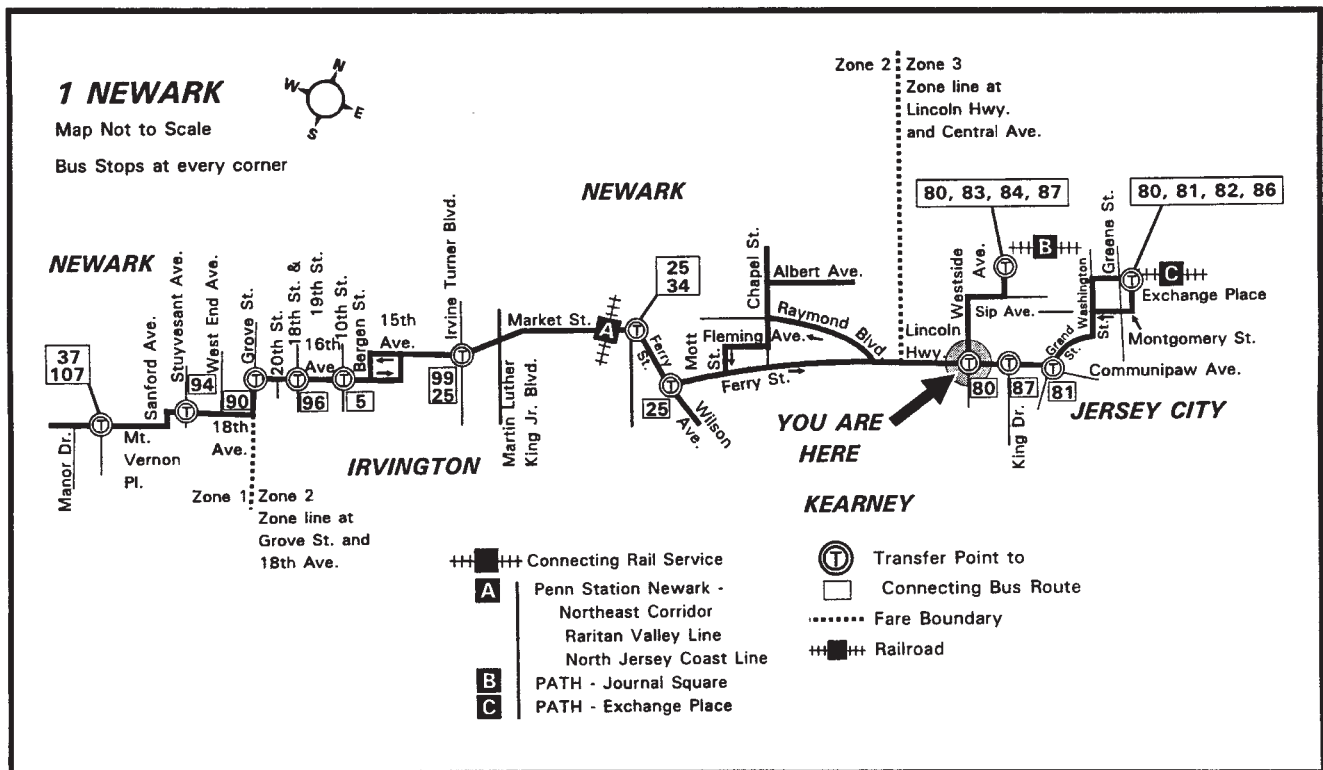 1 NEWARK
Map Not to Scale
Bus Stops at every corner
N
W
E
S
Zone 2
Zone 3
Zone line at
Lincoln Hwy.
and Central Ave.
NEWARK
NEWARK
80, 83, 84, 87
80, 81, 82, 86
37
107
Manor Dr.
Mt.
Vernon
Pl.
Sanford Ave.
Stuyvesant Ave.
94
West End Ave.
90
18th
Ave.
Grove St.
20th St.
18th St. &
19th St.
16th
Ave.
96
10th St.
5
Bergen St.
15th
Ave.
Irvine Turner Blvd.
99
25
Market St.
Martin Luther
King Jr. Blvd.
A
25
34
Ferry
St.
25
Wilson
Ave.
Mott
St.
Fleming
Ave.
Chapel St.
Albert Ave.
Raymond
Blvd
Ferry St.
Lincoln
Hwy.
Westside
Ave.
B
Sip Ave.
80
87
King Dr.
81
Grand
St.
Washington
St.
Greene St.
C
Exchange Place
Montgomery St.
Communipaw Ave.
JERSEY CITY
YOU ARE
HERE
IRVINGTON
KEARNEY
Zone 1
Zone 2
Zone line at
Grove St. and
18th Ave.
T
T
T
T
T
T
T
T
T
T
T
T
T
Connecting Rail Service
A
Penn Station Newark -
Northeast Corridor
Raritan Valley Line
North Jersey Coast Line
B
PATH - Journal Square
C
PATH - Exchange Place
T
Transfer Point to
Connecting Bus Route
Fare Boundary
Railroad